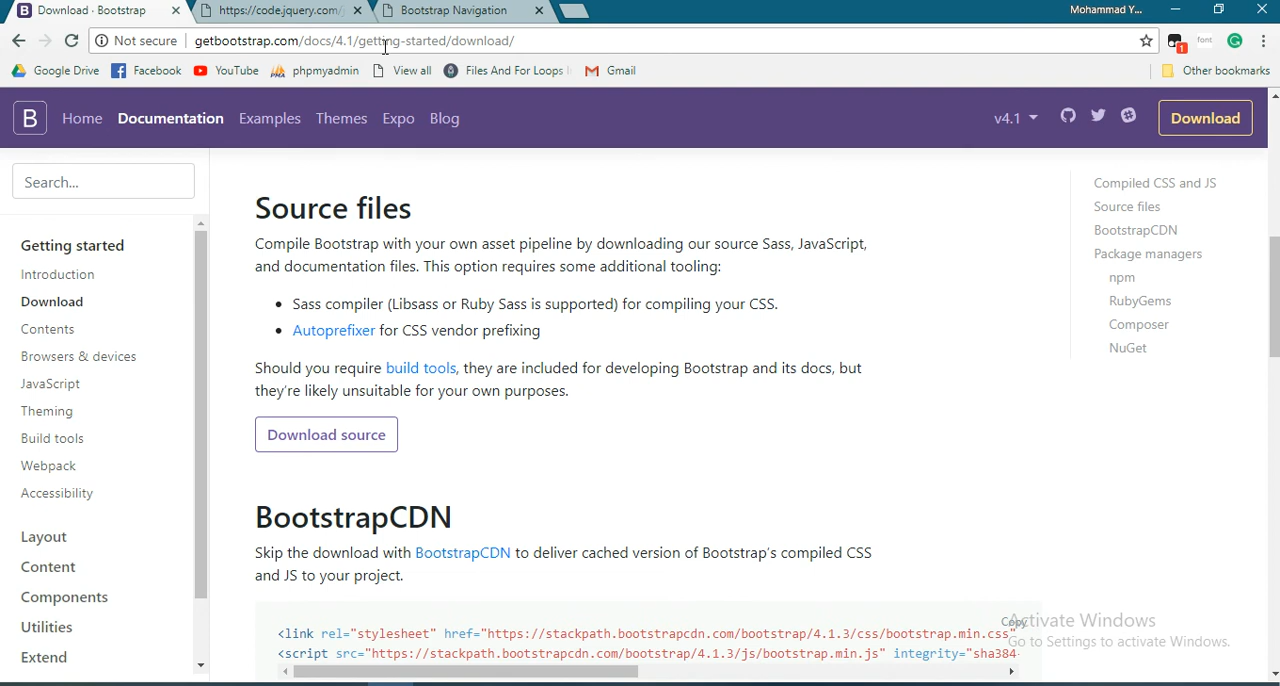 Download · Bootstrap
https://code.jquery.com/
Bootstrap Navigation
Mohammad Y...
Not secure | getbootstrap.com/docs/4.1/getting-started/download/
1
font
Google Drive Facebook YouTube phpmyadmin View all Files And For Loops Gmail Other bookmarks
B Home Documentation Examples Themes Expo Blog v4.1 Download
Search...
Getting started
Introduction
Download
Contents
Browsers & devices
JavaScript
Theming
Build tools
Webpack
Accessibility
Layout
Content
Components
Utilities
Extend
Source files
Compile Bootstrap with your own asset pipeline by downloading our source Sass, JavaScript,
and documentation files. This option requires some additional tooling:
• Sass compiler (Libsass or Ruby Sass is supported) for compiling your CSS.
• Autoprefixer for CSS vendor prefixing
Should you require build tools, they are included for developing Bootstrap and its docs, but
they're likely unsuitable for your own purposes.
Download source
BootstrapCDN
Skip the download with BootstrapCDN to deliver cached version of Bootstrap's compiled CSS
and JS to your project.
Copy
<link rel="stylesheet" href="https://stackpath.bootstrapcdn.com/bootstrap/4.1.3/css/bootstrap.min.css"
<script src="https://stackpath.bootstrapcdn.com/bootstrap/4.1.3/js/bootstrap.min.js" integrity="sha384-
Compiled CSS and JS
Source files
BootstrapCDN
Package managers
npm
RubyGems
Composer
NuGet
Activate Windows
Go to Settings to activate Windows.